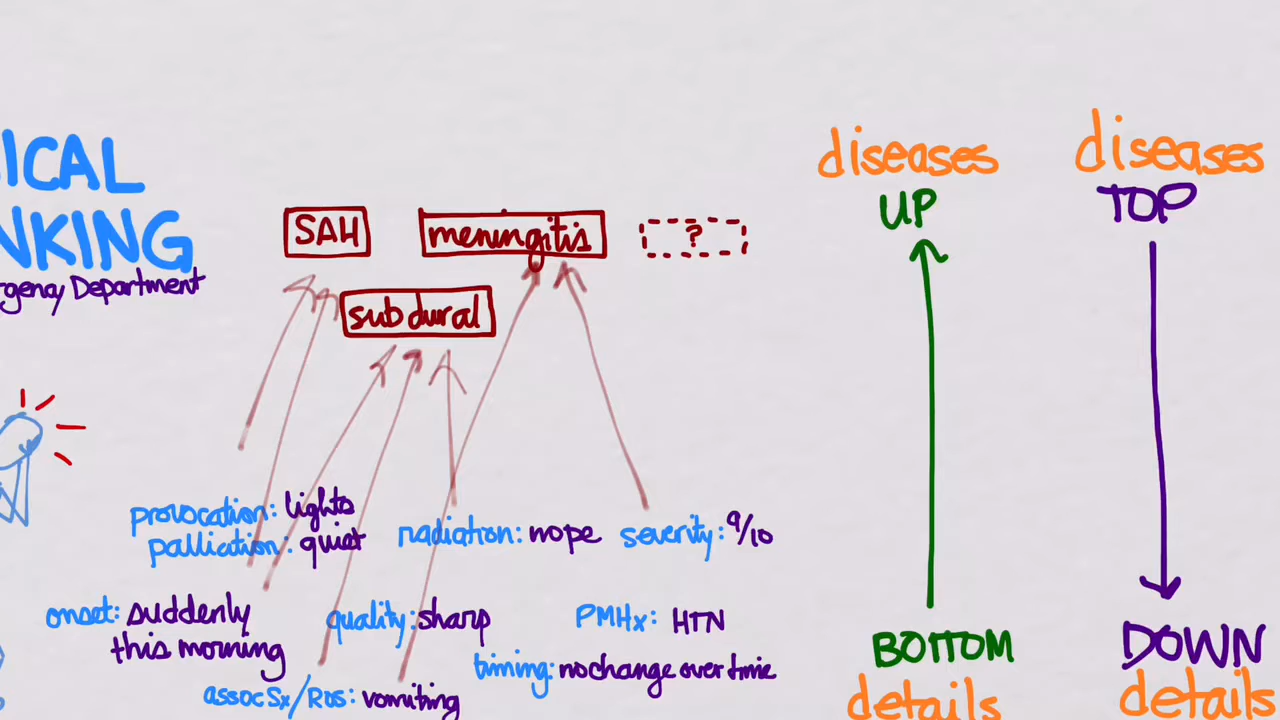 ICAL
NKING
rgency Department
SAH
meningitis
?
subdural
provocation: lights
palliation: quiet
radiation: nope
severity: 9/10
onset: suddenly
this morning
quality: sharp
PMHx: HTN
timing: no change over time
assoc Sx/ROS: vomiting
diseases
UP
BOTTOM
details
diseases
TOP
DOWN
details